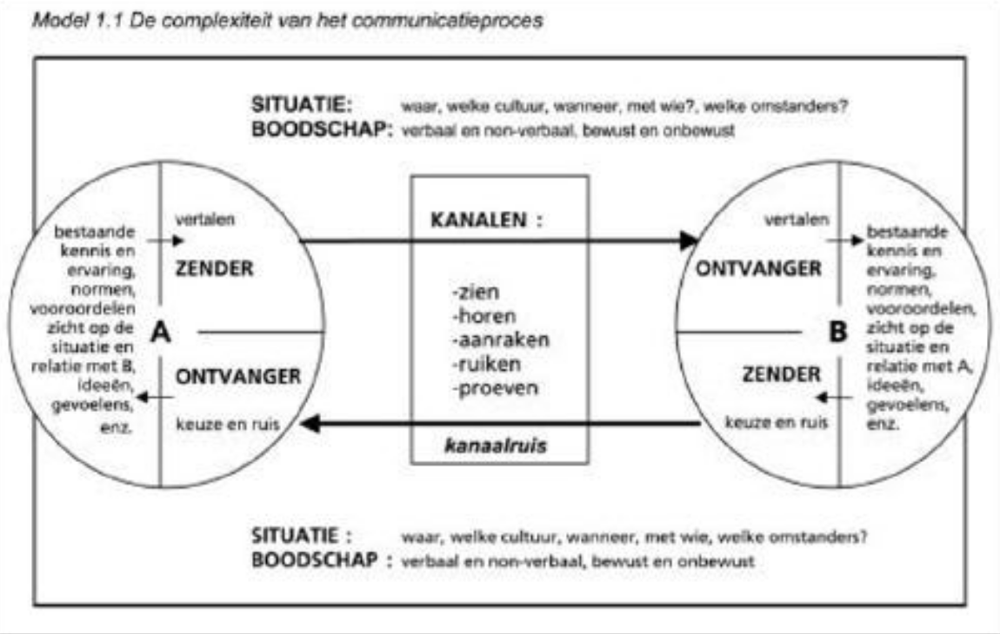 Model 1.1 De complexiteit van het communicatieproces
SITUATIE: waar, welke cultuur, wanneer, met wie?, welke omstanders?
BOODSCHAP: verbaal en non-verbaal, bewust en onbewust
bestaande
kennis en
ervaring,
normen,
vooroordelen
zicht op de
situatie en
relatie met B,
ideeën,
gevoelens,
enz.
A
vertalen
ZENDER
ONTVANGER
keuze en ruis
KANALEN :
-zien
-horen
-aanraken
-ruiken
-proeven
kanaalruis
vertalen
ONTVANGER
B
ZENDER
keuze en ruis
bestaande
kennis en
ervaring,
normen,
vooroordelen,
zicht op de
situatie en
relatie met A,
ideeën,
gevoelens,
enz.
SITUATIE : waar, welke cultuur, wanneer, met wie, welke omstanders?
BOODSCHAP : verbaal en non-verbaal, bewust en onbewust